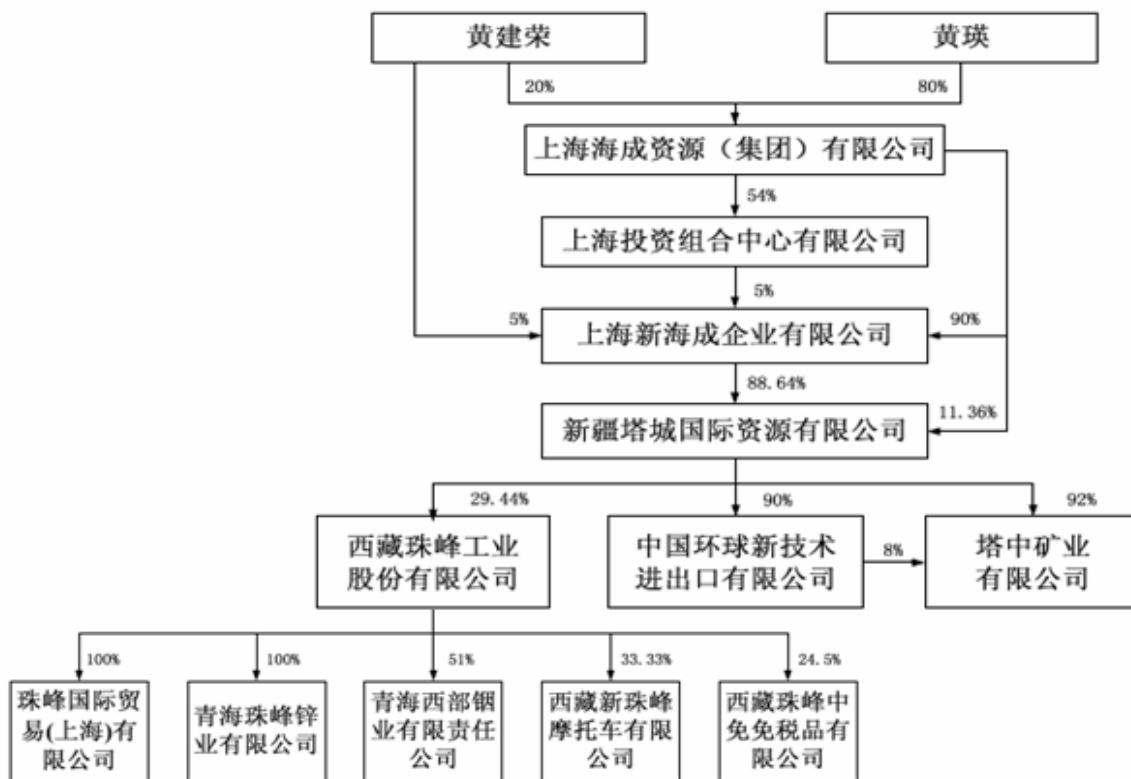 黄建荣
黄瑛
20%
80%
上海海成资源（集团）有限公司
54%
上海投资组合中心有限公司
5%
5%
上海新海成企业有限公司
90%
88.64%
新疆塔城国际资源有限公司
11.36%
29.44%
90%
92%
西藏珠峰工业
股份有限公司
中国环球新技术
进出口有限公司
8%
塔中矿业
有限公司
100%
100%
51%
33.33%
24.5%
珠峰国际贸
易(上海)有
限公司
青海珠峰锌
业有限公司
青海西部铟
业有限责任
公司
西藏新珠峰
摩托车有限
公司
西藏珠峰中
免免税品有
限公司